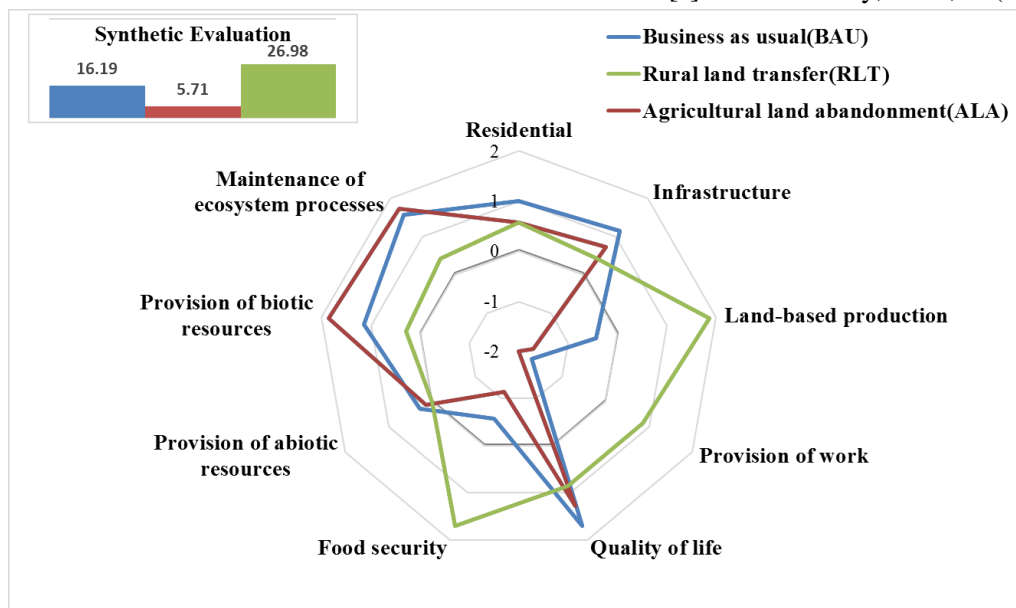 Synthetic Evaluation
16.19
5.71
26.98
Business as usual(BAU)
Rural land transfer(RLT)
Agricultural land abandonment(ALA)
Residential
2
1
0
-1
-2
Infrastructure
Land-based production
Provision of work
Quality of life
Food security
Provision of abiotic
resources
Provision of biotic
resources
Maintenance of
ecosystem processes